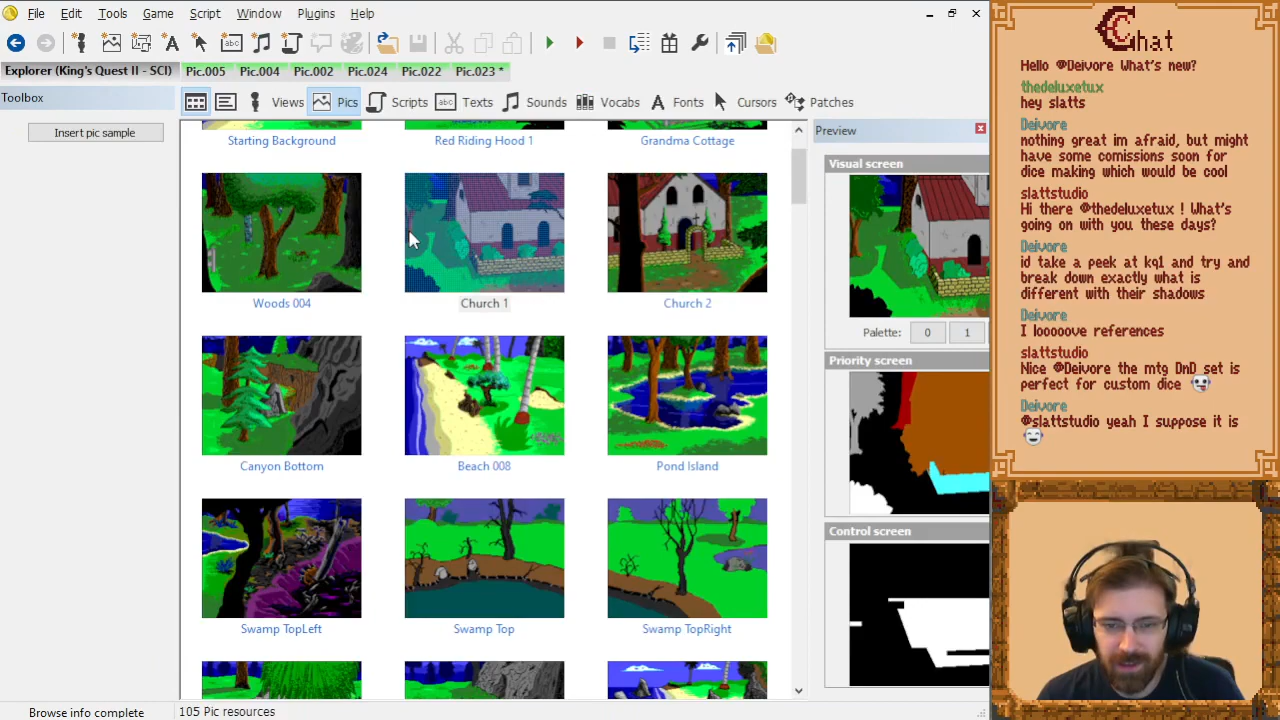 File Edit Tools Game Script Window Plugins Help
Explorer (King's Quest II - SCI) Pic.005 Pic.004 Pic.002 Pic.024 Pic.022 Pic.023 *
Toolbox
Views Pics Scripts Texts Sounds Vocabs Fonts Cursors Patches
Insert pic sample
Starting Background Red Riding Hood 1 Grandma Cottage
Woods 004 Church 1 Church 2
Canyon Bottom Beach 008 Pond Island
Swamp TopLeft Swamp Top Swamp TopRight
Browse info complete 105 Pic resources
Preview
Visual screen
Palette: 0 1
Priority screen
Control screen
Chat
Hello @Deivore What's new?
thedeluxetux
hey slatts
Deivore
nothing great im afraid, but might
have some comissions soon for
dice making which would be cool
slattstudio
Hi there @thedeluxetux ! What's
going on with you these days?
Deivore
id take a peek at kq1 and try and
break down exactly what is
different with their shadows
Deivore
I looooove references
slattstudio
Nice @Deivore the mtg DnD set is
perfect for custom dice
Deivore
@slattstudio yeah I suppose it is